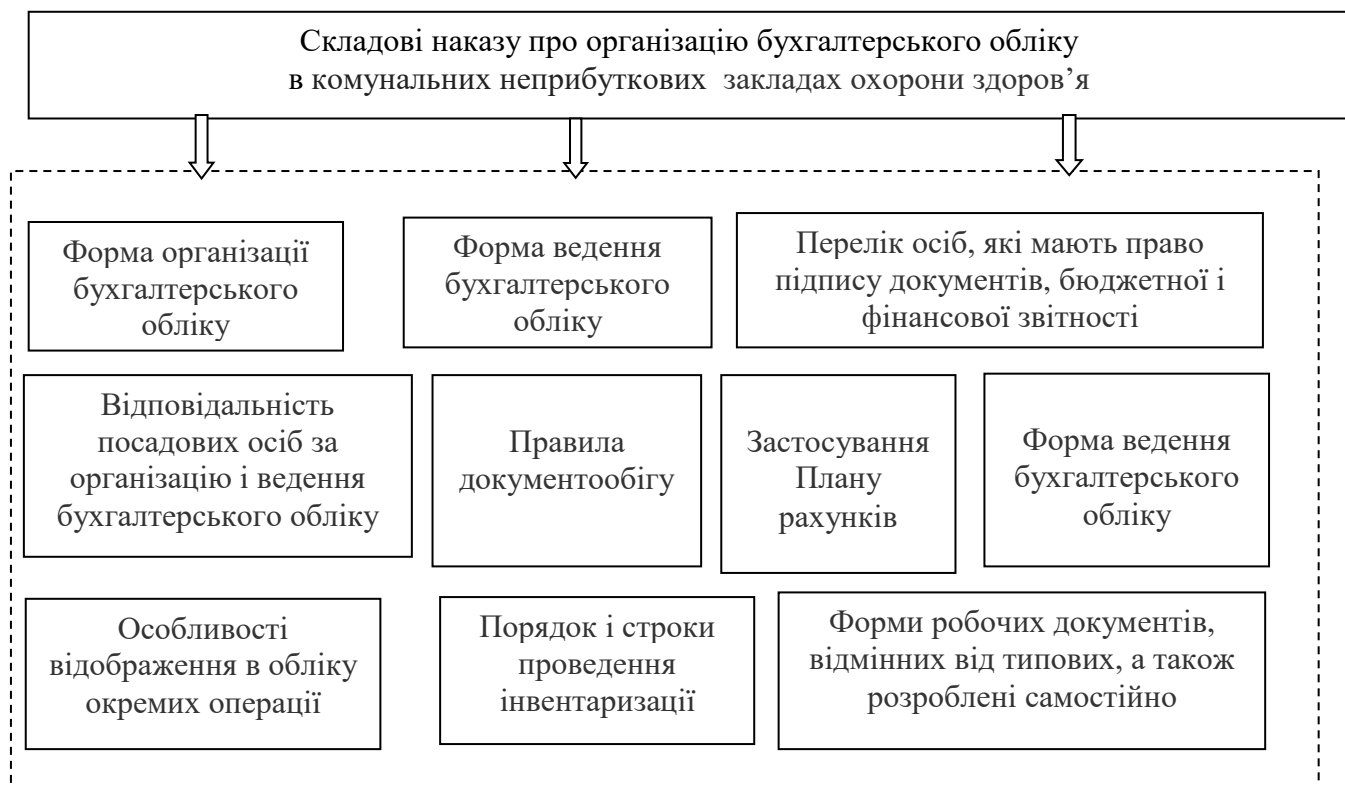 Складові наказу про організацію бухгалтерського обліку
в комунальних неприбуткових закладах охорони здоров’я
Форма організації
бухгалтерського
обліку
Форма ведення
бухгалтерського
обліку
Перелік осіб, які мають право
підпису документів, бюджетної і
фінансової звітності
Відповідальність
посадових осіб за
організацію і ведення
бухгалтерського обліку
Правила
документообігу
Застосування
Плану
рахунків
Форма ведення
бухгалтерського
обліку
Особливості
відображення в обліку
окремих операції
Порядок і строки
проведення
інвентаризації
Форми робочих документів,
відмінних від типових, а також
розроблені самостійно